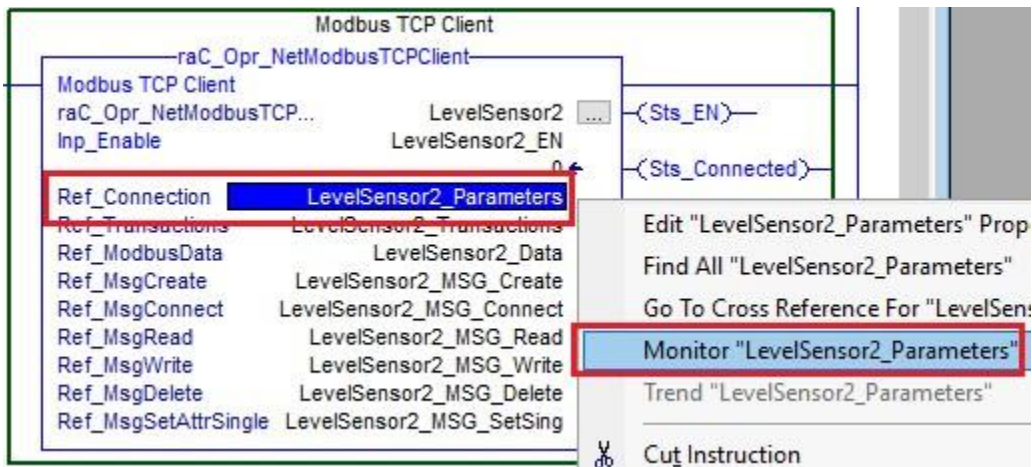 Modbus TCP Client
raC_Opr_NetModbusTCPClient
Modbus TCP Client
raC_Opr_NetModbusTCP... LevelSensor2 ... (Sts_EN)
Inp_Enable LevelSensor2_EN
0 (Sts_Connected)
Ref_Connection LevelSensor2_Parameters
Ref_Transactions LevelSensor2_Transactions
Ref_ModbusData LevelSensor2_Data
Ref_MsgCreate LevelSensor2_MSG_Create
Ref_MsgConnect LevelSensor2_MSG_Connect
Ref_MsgRead LevelSensor2_MSG_Read
Ref_MsgWrite LevelSensor2_MSG_Write
Ref_MsgDelete LevelSensor2_MSG_Delete
Ref_MsgSetAttrSingle LevelSensor2_MSG_SetSing
Edit "LevelSensor2_Parameters" Prop
Find All "LevelSensor2_Parameters"
Go To Cross Reference For "LevelSens
Monitor "LevelSensor2_Parameters"
Trend "LevelSensor2_Parameters"
Cut Instruction